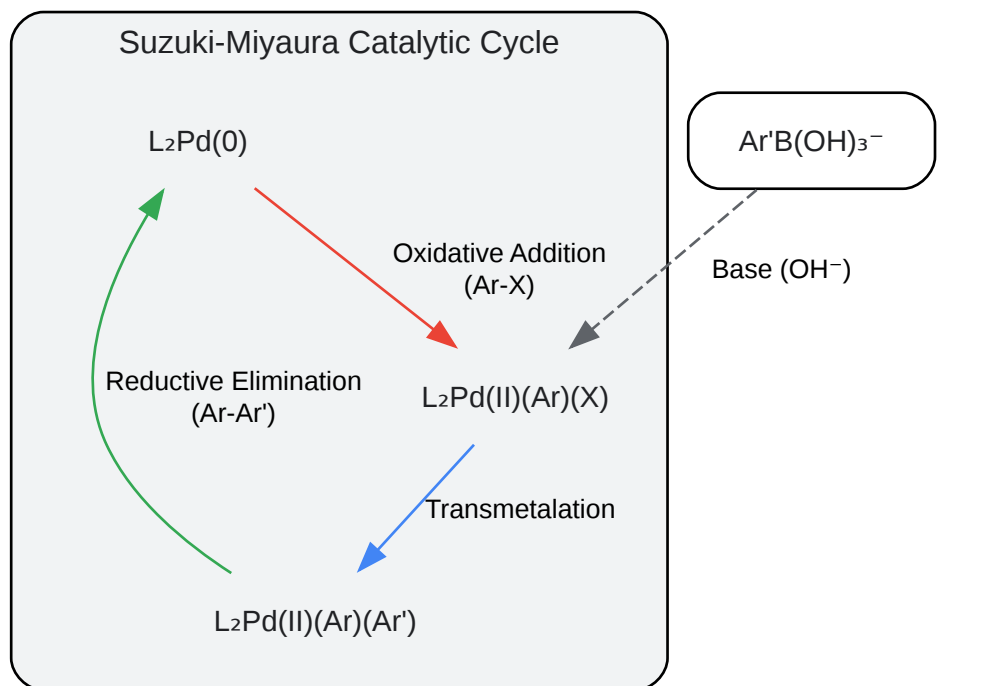 Suzuki-Miyaura Catalytic Cycle
L₂Pd(0)
Ar'B(OH)₃⁻
Oxidative Addition
(Ar-X)
Base (OH⁻)
Reductive Elimination
(Ar-Ar')
L₂Pd(II)(Ar)(X)
Transmetalation
L₂Pd(II)(Ar)(Ar')